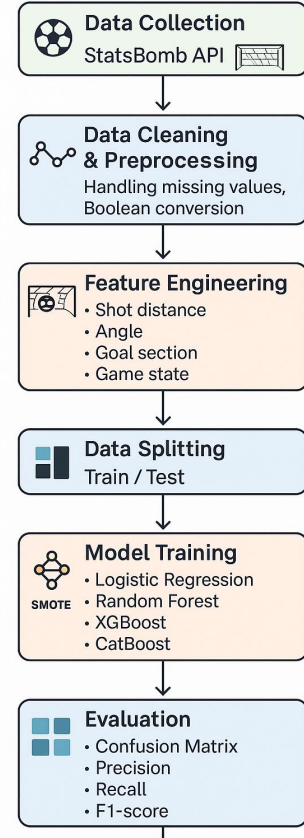 Data Collection
StatsBomb API
Data Cleaning
& Preprocessing
Handling missing values,
Boolean conversion
Feature Engineering
• Shot distance
• Angle
• Goal section
• Game state
Data Splitting
Train / Test
Model Training
SMOTE
• Logistic Regression
• Random Forest
• XGBoost
• CatBoost
Evaluation
• Confusion Matrix
• Precision
• Recall
• F1-score